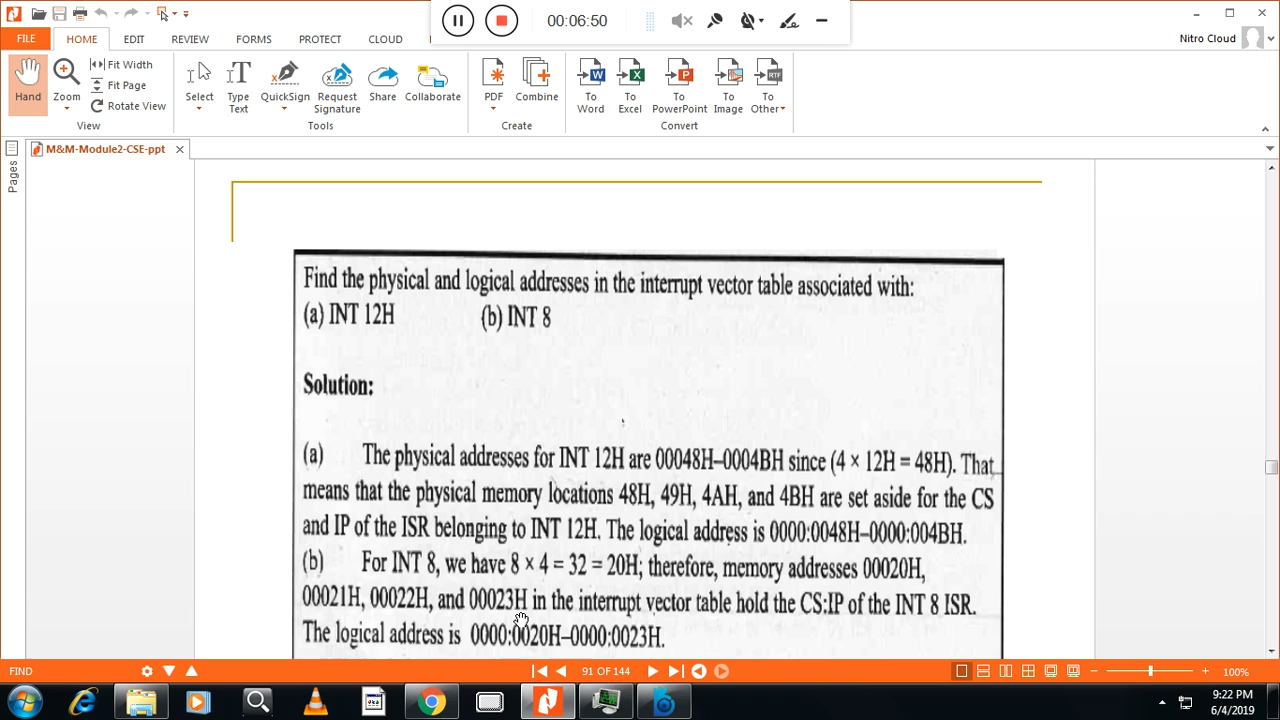 00:06:50
Nitro Cloud
FILE HOME EDIT REVIEW FORMS PROTECT CLOUD
Hand Zoom Fit Width Fit Page Rotate View Select Type Text QuickSign Request Signature Share Collaborate PDF Combine To Word To Excel To PowerPoint To Image To Other
View Tools Create Convert
M&M-Module2-CSE-ppt
Pages
Find the physical and logical addresses in the interrupt vector table associated with:
(a) INT 12H (b) INT 8
Solution:
(a) The physical addresses for INT 12H are 00048H–0004BH since (4 × 12H = 48H). That
means that the physical memory locations 48H, 49H, 4AH, and 4BH are set aside for the CS
and IP of the ISR belonging to INT 12H. The logical address is 0000:0048H–0000:004BH.
(b) For INT 8, we have 8 × 4 = 32 = 20H; therefore, memory addresses 00020H,
00021H, 00022H, and 00023H in the interrupt vector table hold the CS:IP of the INT 8 ISR.
The logical address is 0000:0020H–0000:0023H.
FIND 91 OF 144 100%
9:22 PM
6/4/2019